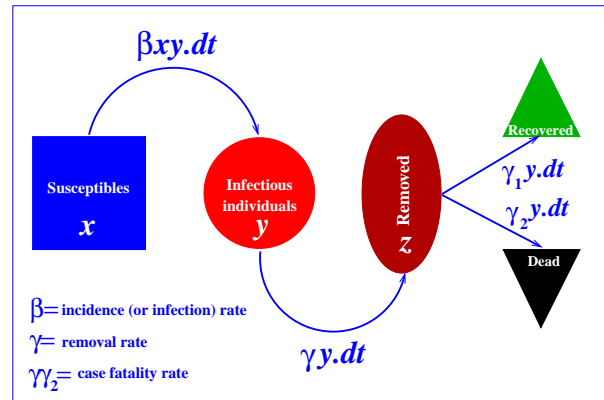 βxy.dt
Susceptibles
x
Infectious
individuals
y
Removed
z
Recovered
γ₁y.dt
γ₂y.dt
Dead
γy.dt
β= incidence (or infection) rate
γ= removal rate
γγ₂= case fatality rate